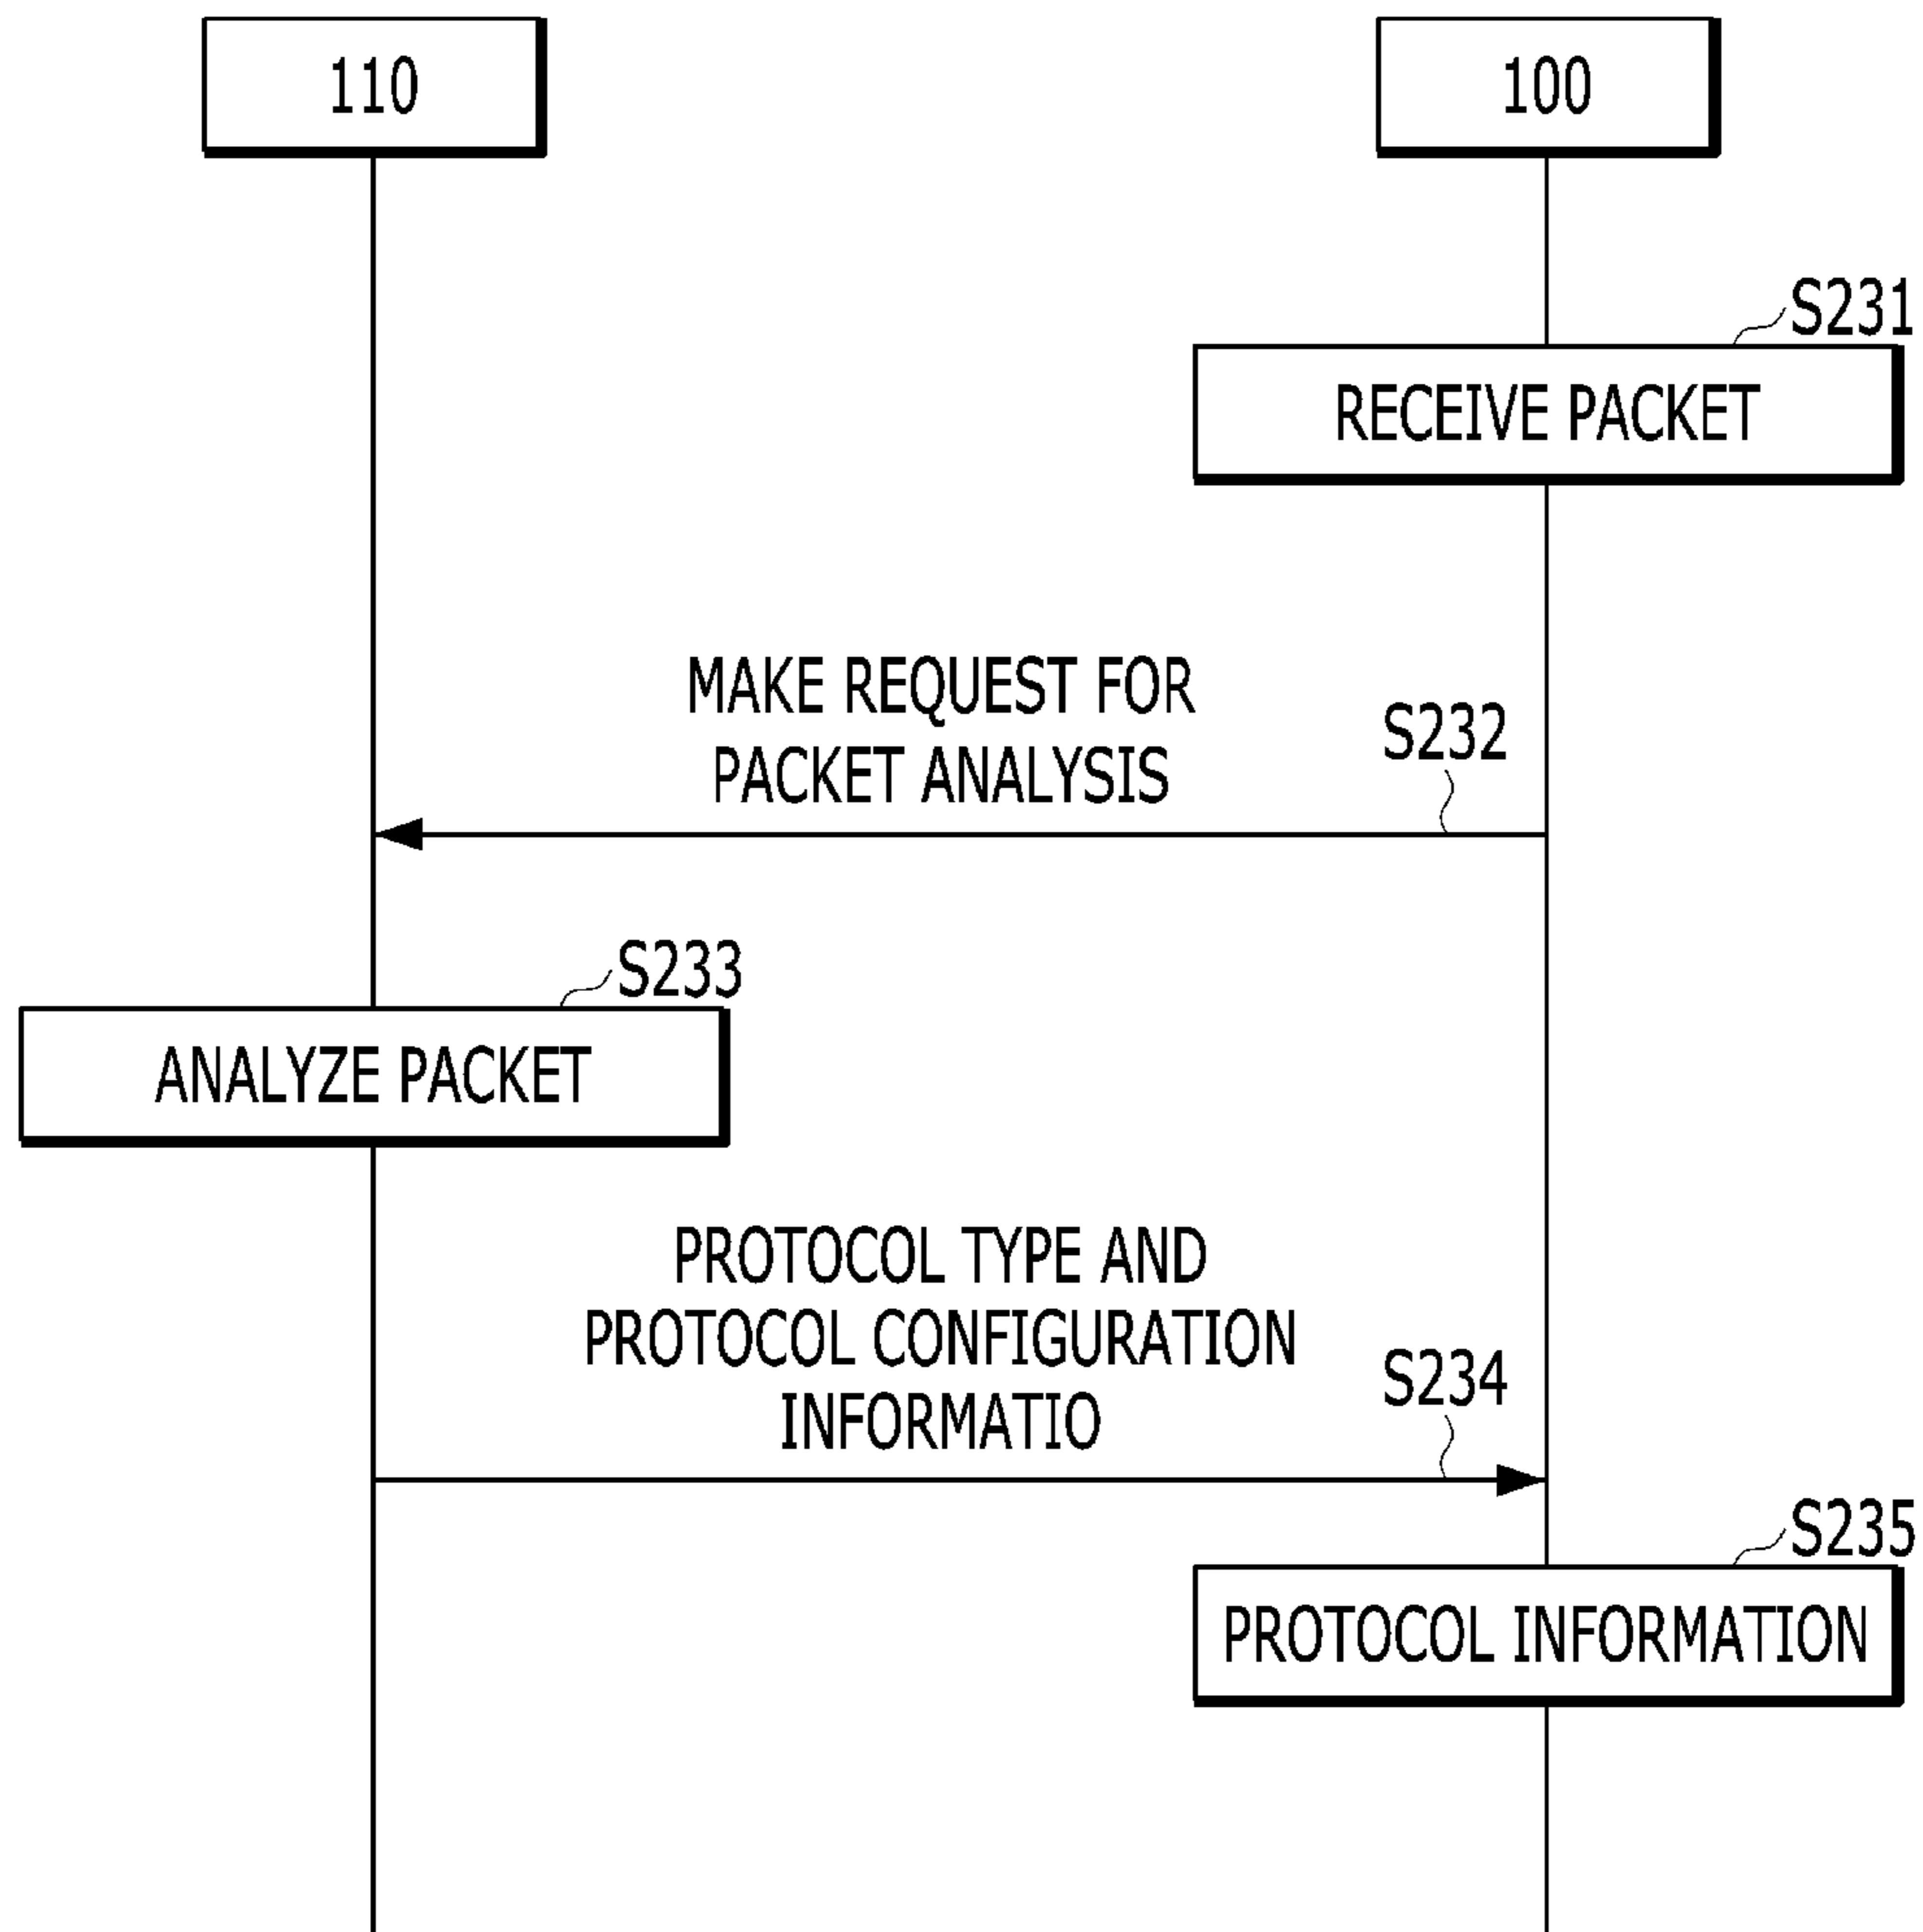 110
100
S231
RECEIVE PACKET
MAKE REQUEST FOR
PACKET ANALYSIS
S232
S233
ANALYZE PACKET
PROTOCOL TYPE AND
PROTOCOL CONFIGURATION
INFORMATIO
S234
S235
PROTOCOL INFORMATION